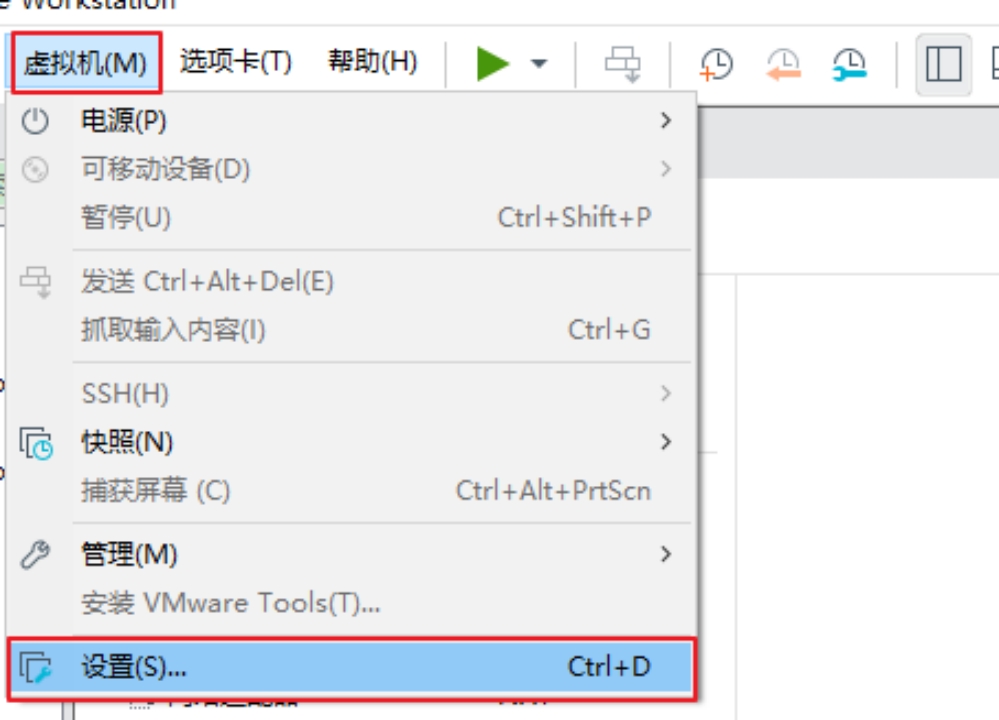 Workstation
虚拟机(M) 选项卡(T) 帮助(H)
电源(P)
可移动设备(D)
暂停(U) Ctrl+Shift+P
发送 Ctrl+Alt+Del(E)
抓取输入内容(I) Ctrl+G
SSH(H)
快照(N)
捕获屏幕 (C) Ctrl+Alt+PrtScn
管理(M)
安装 VMware Tools(T)...
设置(S)... Ctrl+D